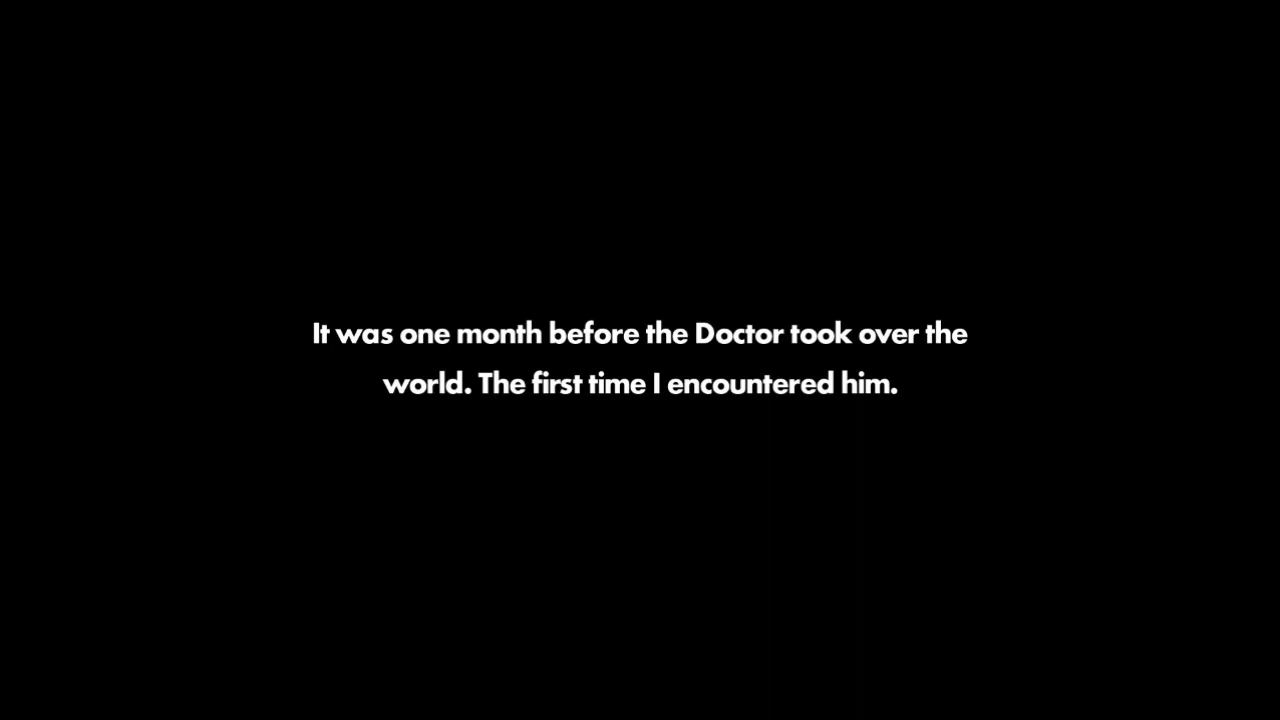 It was one month before the Doctor took over the
world. The first time I encountered him.